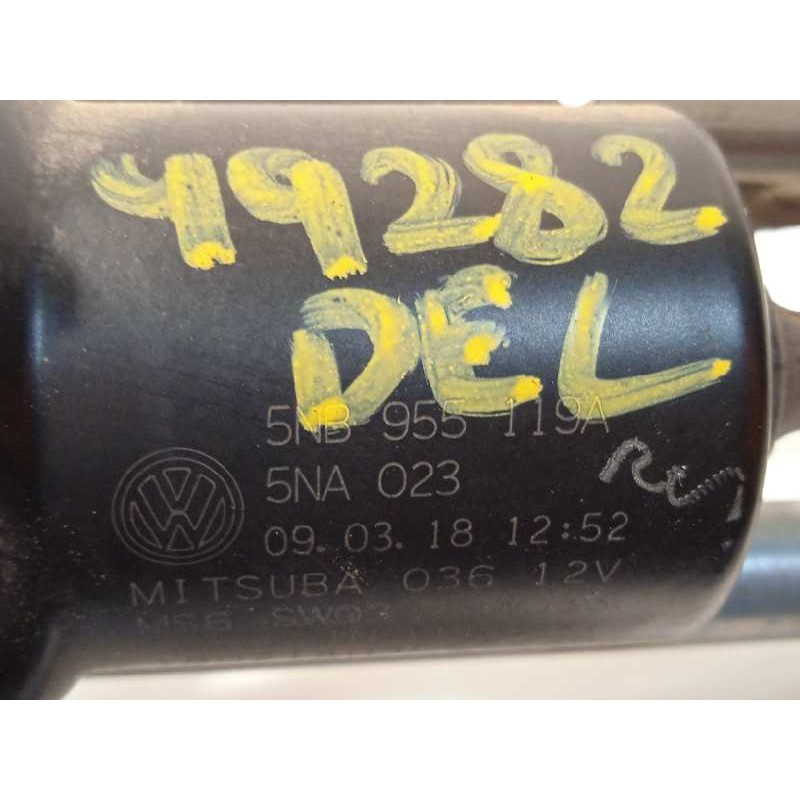 49282
DEL
5NB 955 119A
5NA 023
09.03.18 12:52
MITSUBA 036 12V